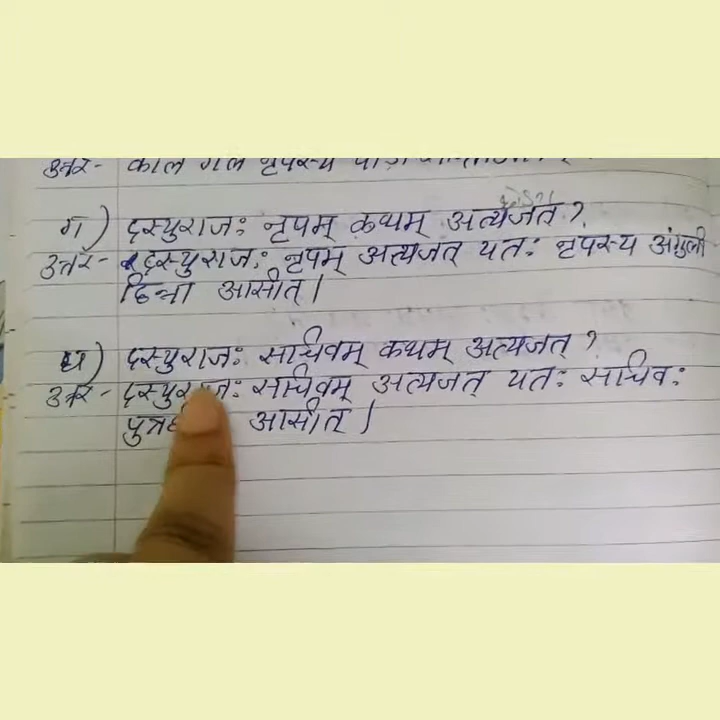 उत्तर- काले गले नृपस्य
ग) दस्युराजः नृपम् कथम् अत्यजत् ?
उत्तर- दस्युराजः नृपम् अत्यजत् यतः नृपस्य अंगुली
छिन्ना आसीत् ।
घ) दस्युराजः सचिवम् कथम् अत्यजत् ?
उत्तर- दस्युराजः सचिवम् अत्यजत् यतः सचिवः
आसीत् ।